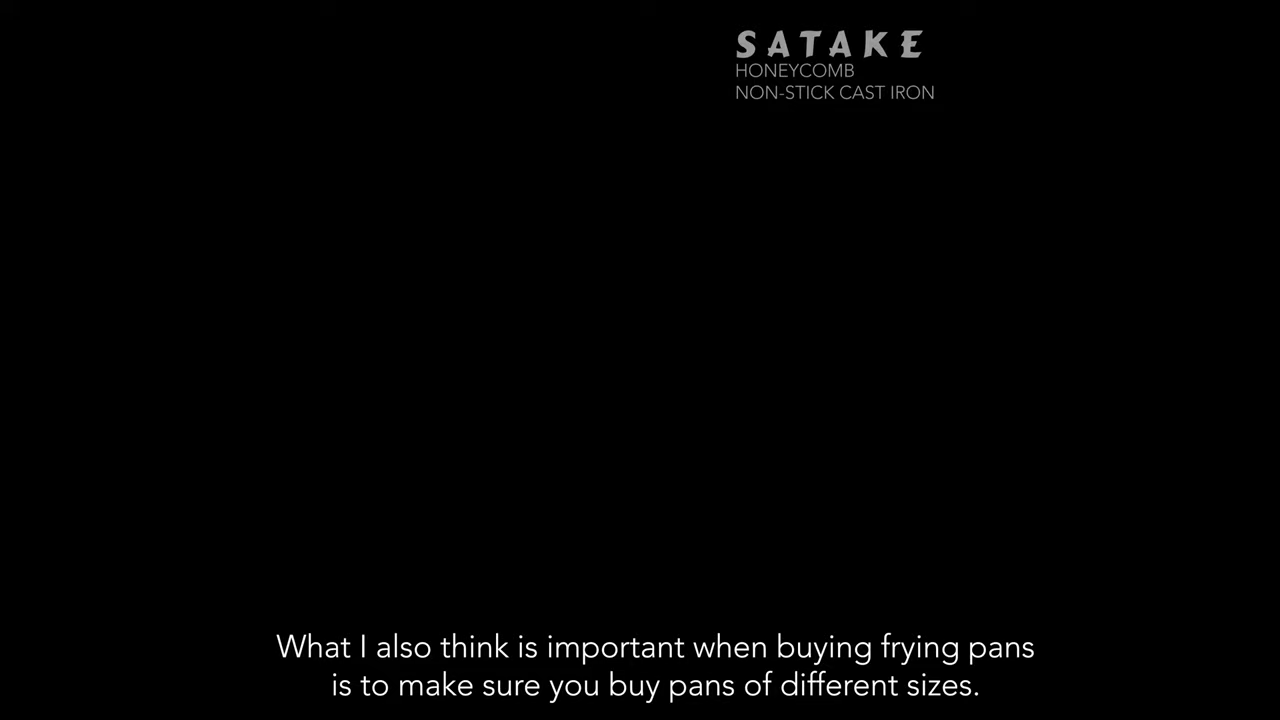 SATAKE
HONEYCOMB
NON-STICK CAST IRON
What I also think is important when buying frying pans
is to make sure you buy pans of different sizes.